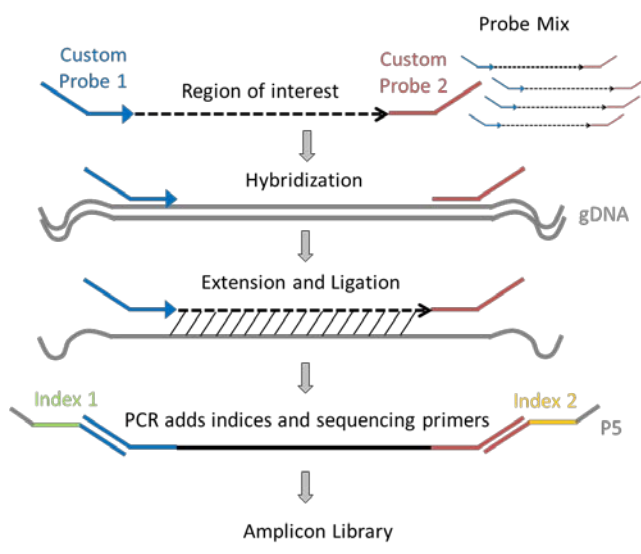 Probe Mix
Custom
Probe 1
Region of interest
Custom
Probe 2
Hybridization
gDNA
Extension and Ligation
Index 1
PCR adds indices and sequencing primers
Index 2
P5
Amplicon Library